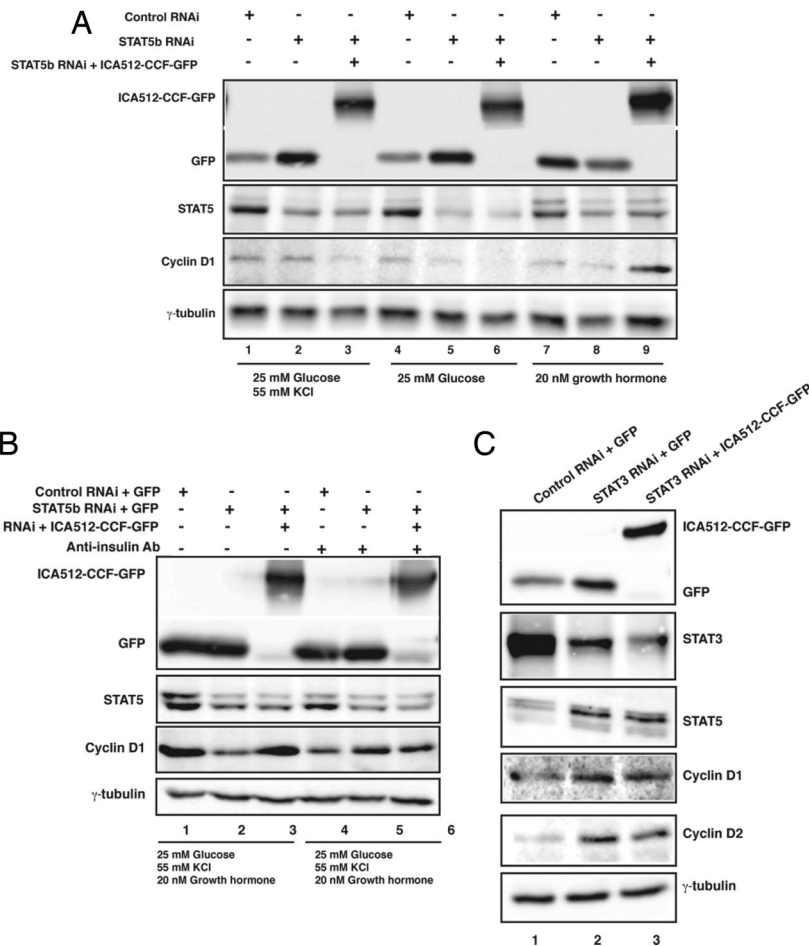 A
Control RNAi + - - + - - + - -
STAT5b RNAi - + + - + + - + +
STAT5b RNAi + ICA512-CCF-GFP - - + - - + - - +
ICA512-CCF-GFP
GFP
STAT5
Cyclin D1
γ-tubulin
1 2 3 4 5 6 7 8 9
25 mM Glucose 25 mM Glucose 20 nM growth hormone
55 mM KCl
B
Control RNAi + GFP + - - + - -
STAT5b RNAi + GFP - + + - + +
RNAi + ICA512-CCF-GFP - - + - - +
Anti-insulin Ab - - - + + +
ICA512-CCF-GFP
GFP
STAT5
Cyclin D1
γ-tubulin
1 2 3 4 5 6
25 mM Glucose 25 mM Glucose
55 mM KCl 55 mM KCl
20 nM Growth hormone 20 nM Growth hormone
C
Control RNAi + GFP
STAT3 RNAi + GFP
STAT3 RNAi + ICA512-CCF-GFP
ICA512-CCF-GFP
GFP
STAT3
STAT5
Cyclin D1
Cyclin D2
γ-tubulin
1 2 3